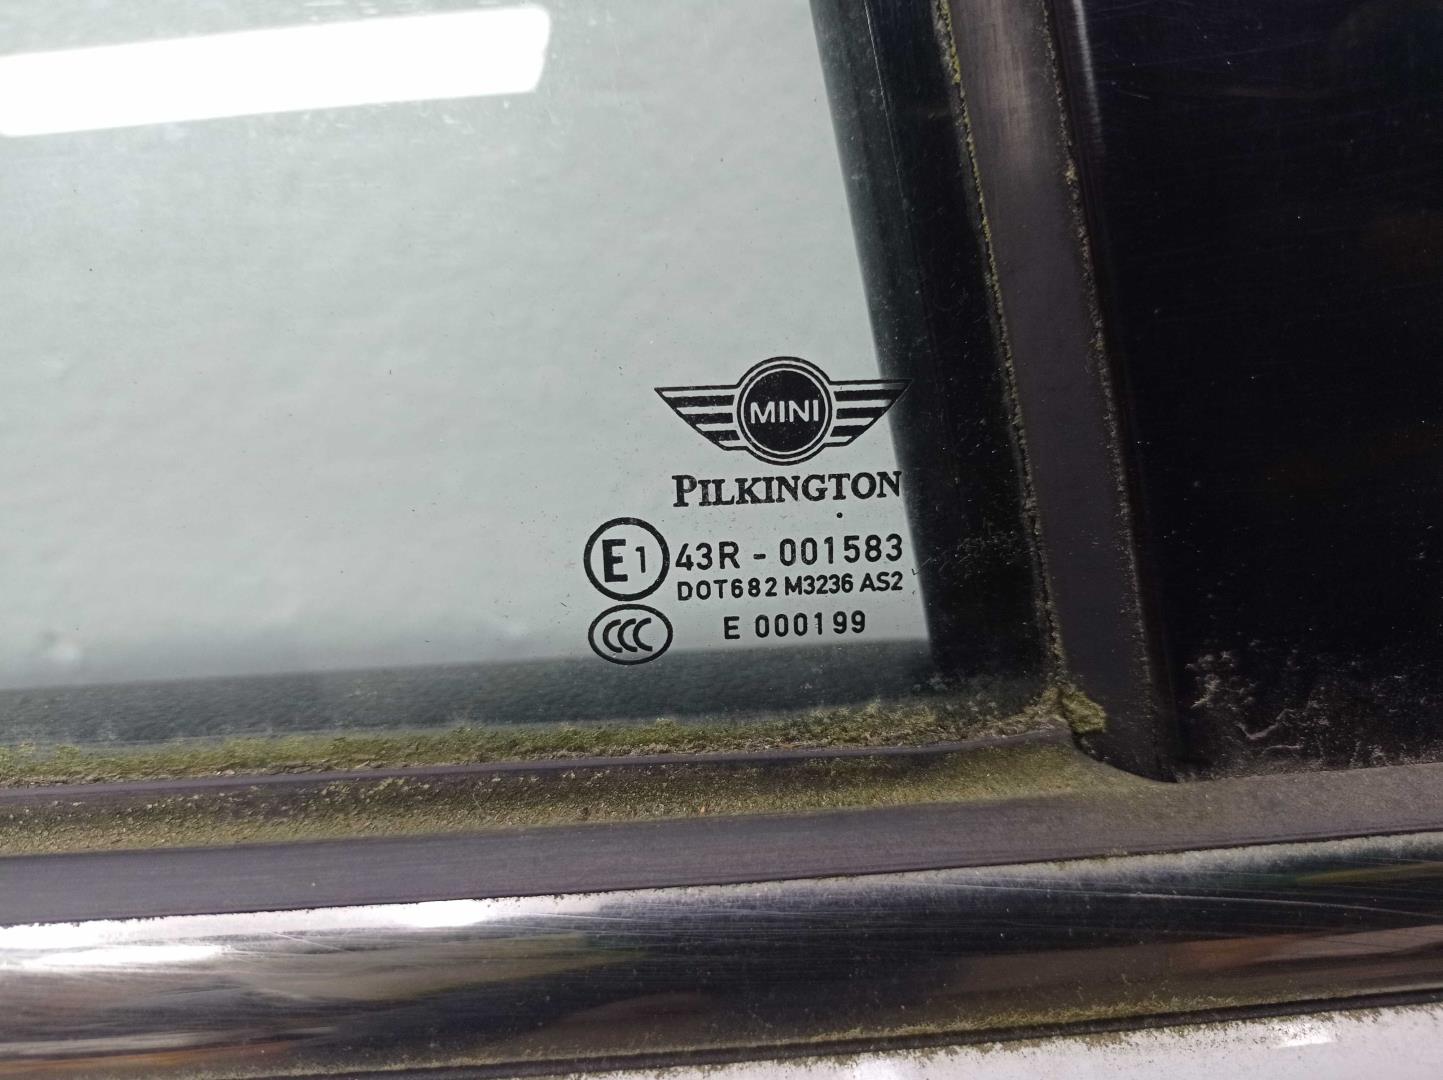 MINI
PILKINGTON
E1 43R - 001583
DOT682 M3236 AS2
CCC E 000199